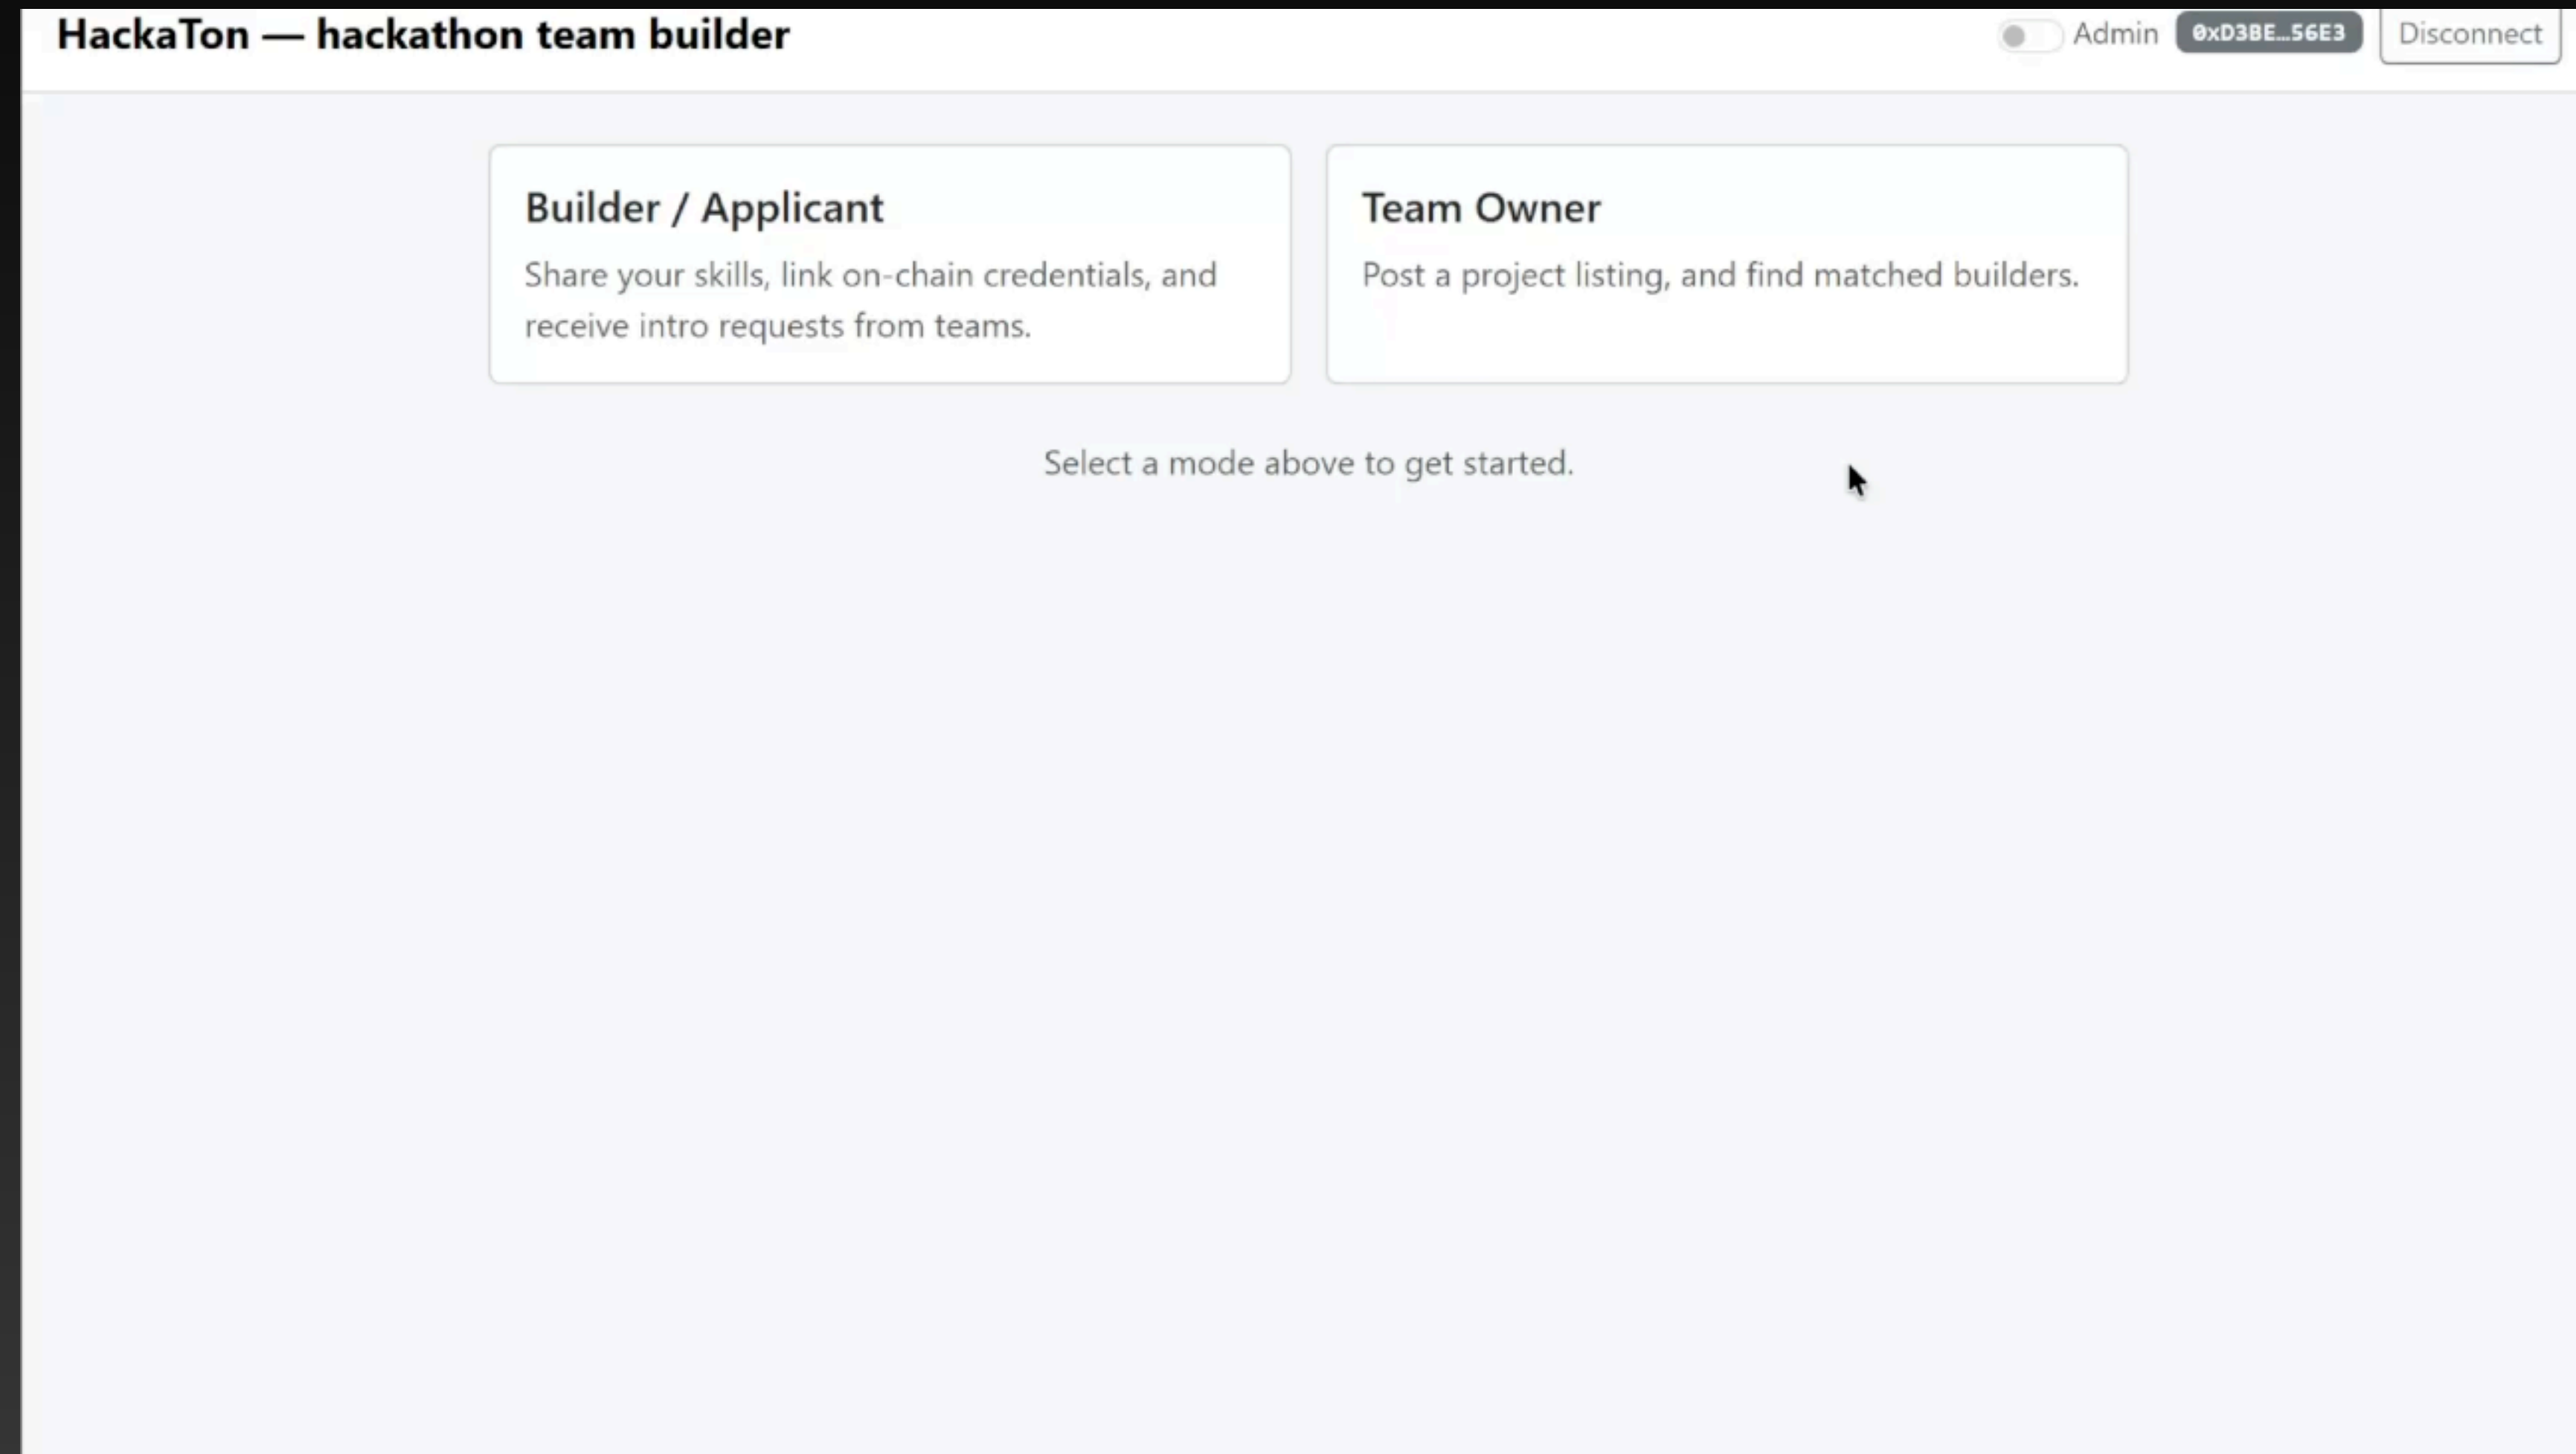 HackaTon — hackathon team builder
Admin
0xD3BE…56E3
Disconnect
Builder / Applicant
Share your skills, link on-chain credentials, and
receive intro requests from teams.
Team Owner
Post a project listing, and find matched builders.
Select a mode above to get started.